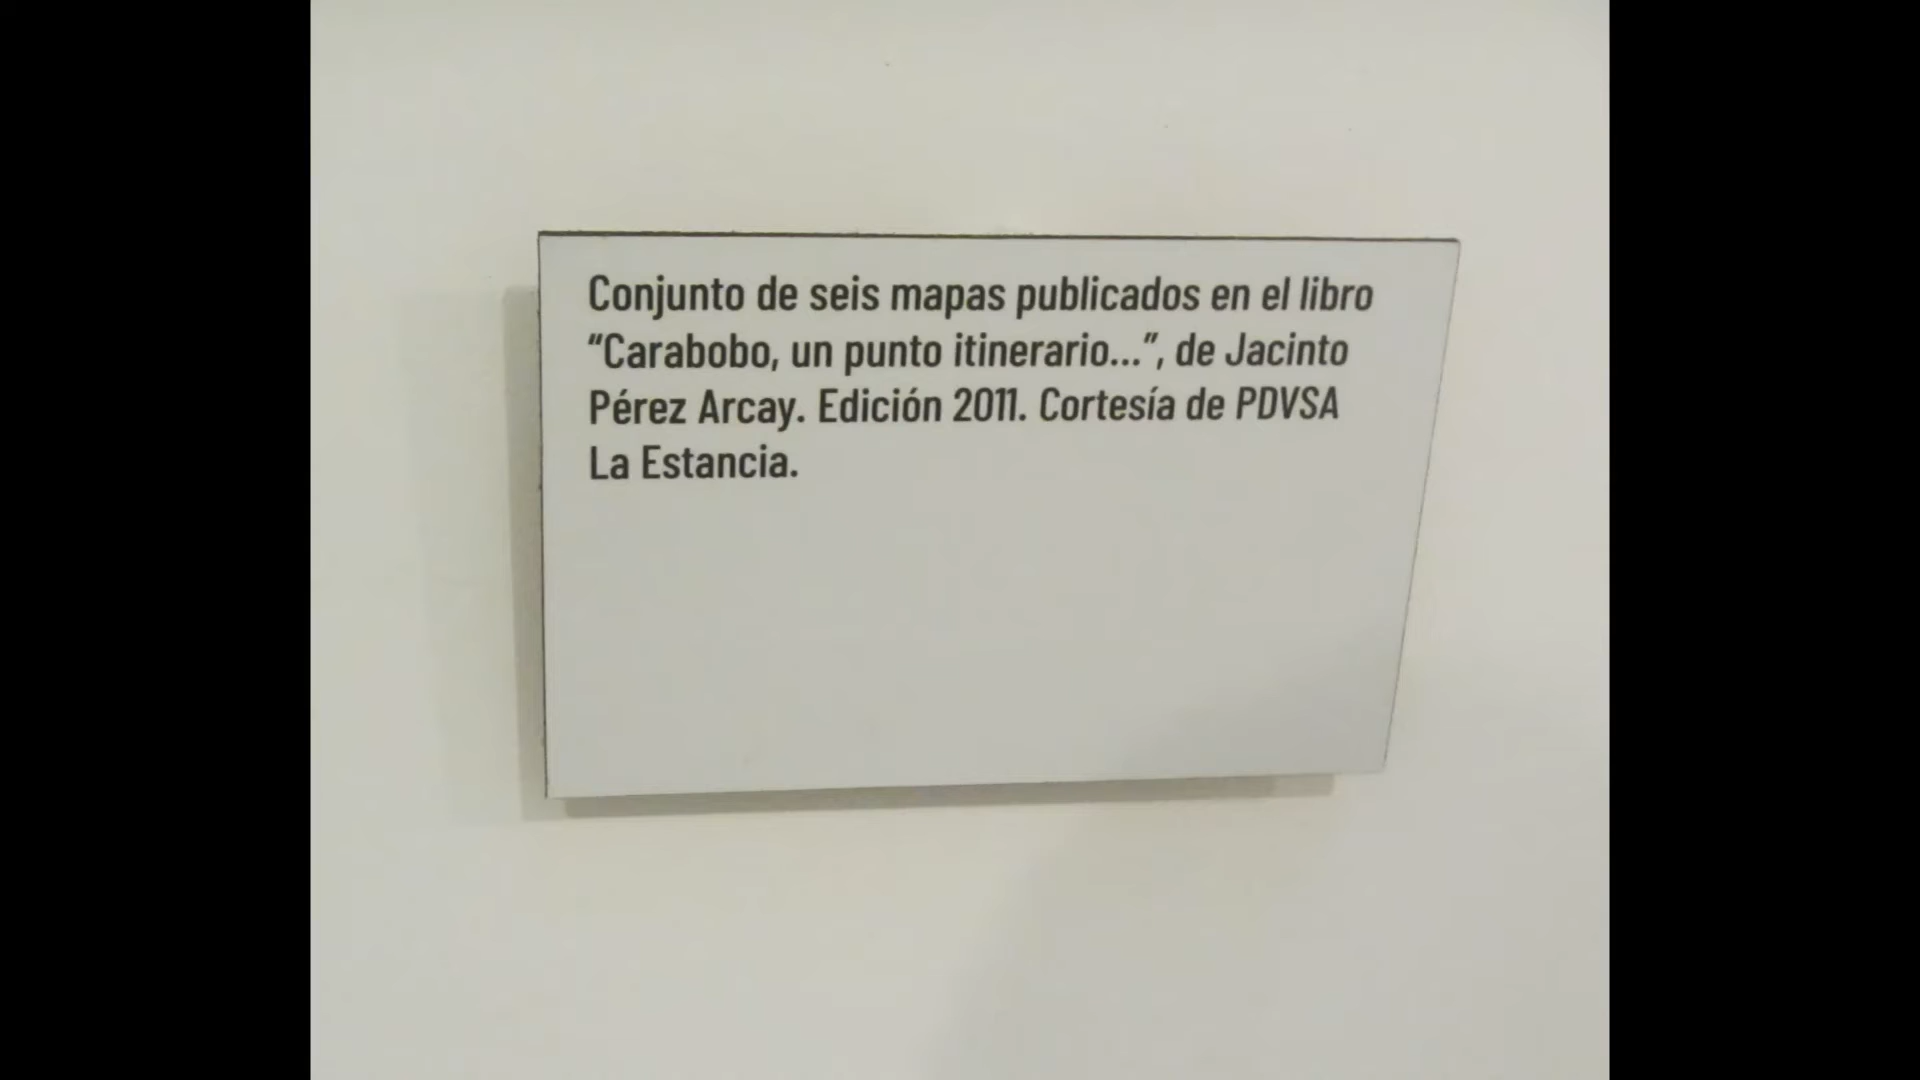 Conjunto de seis mapas publicados en el libro
“Carabobo, un punto itinerario...”, de Jacinto
Pérez Arcay. Edición 2011. Cortesía de PDVSA
La Estancia.